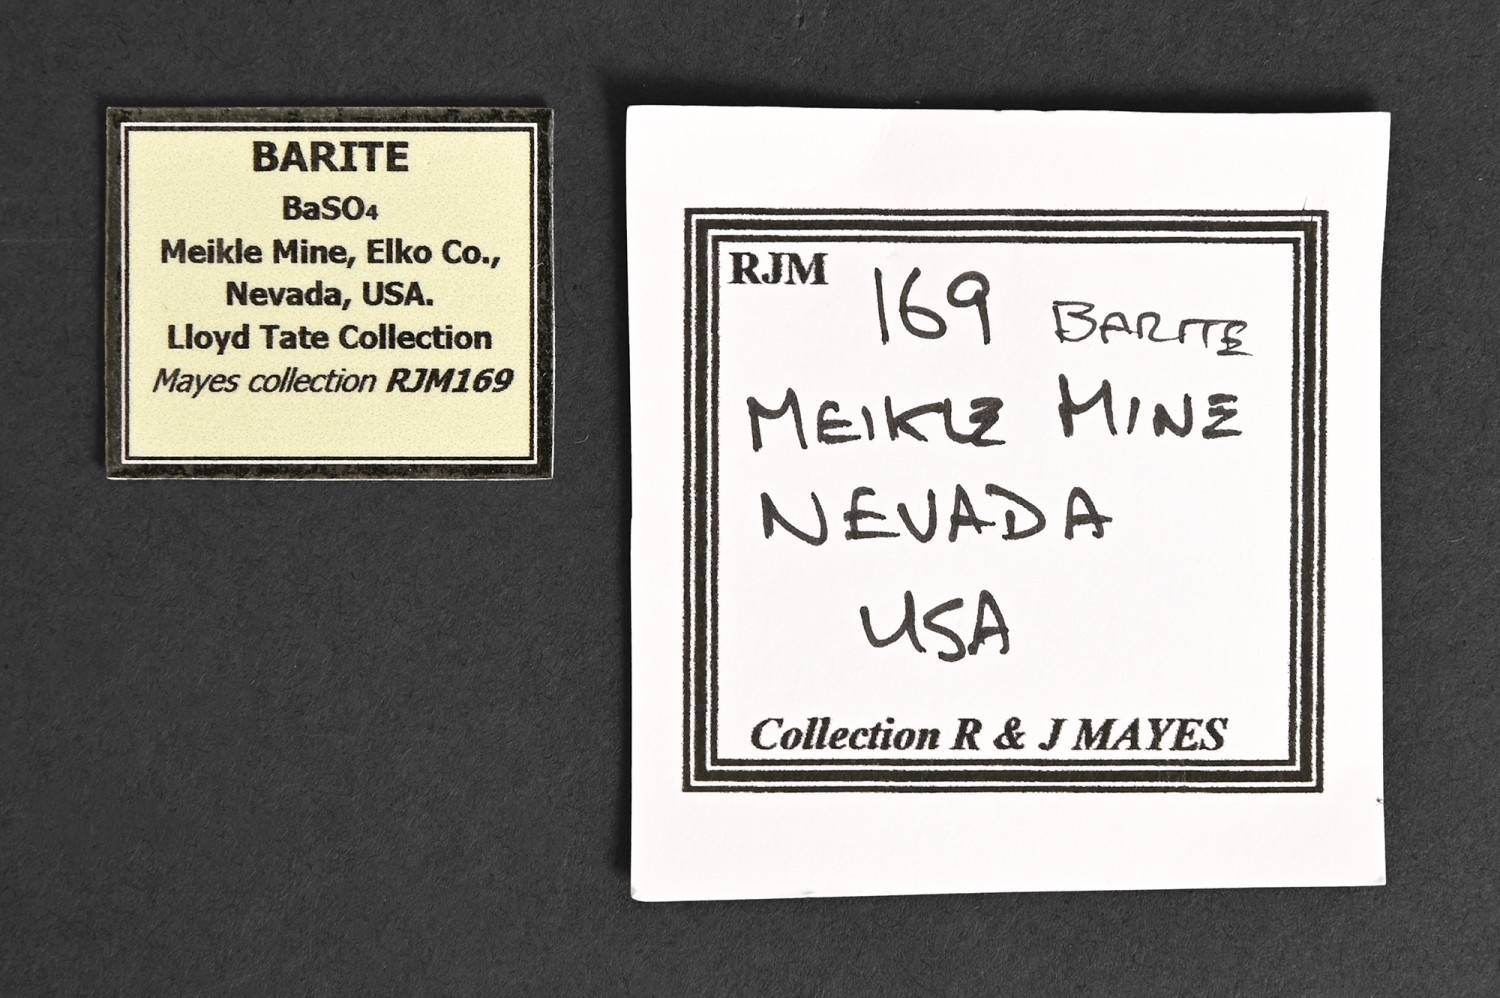 BARITE
BaSO₄
Meikle Mine, Elko Co.,
Nevada, USA.
Lloyd Tate Collection
Mayes collection RJM169
RJM 169 BARITE
MEIKLE MINE
NEVADA
USA
Collection R & J MAYES